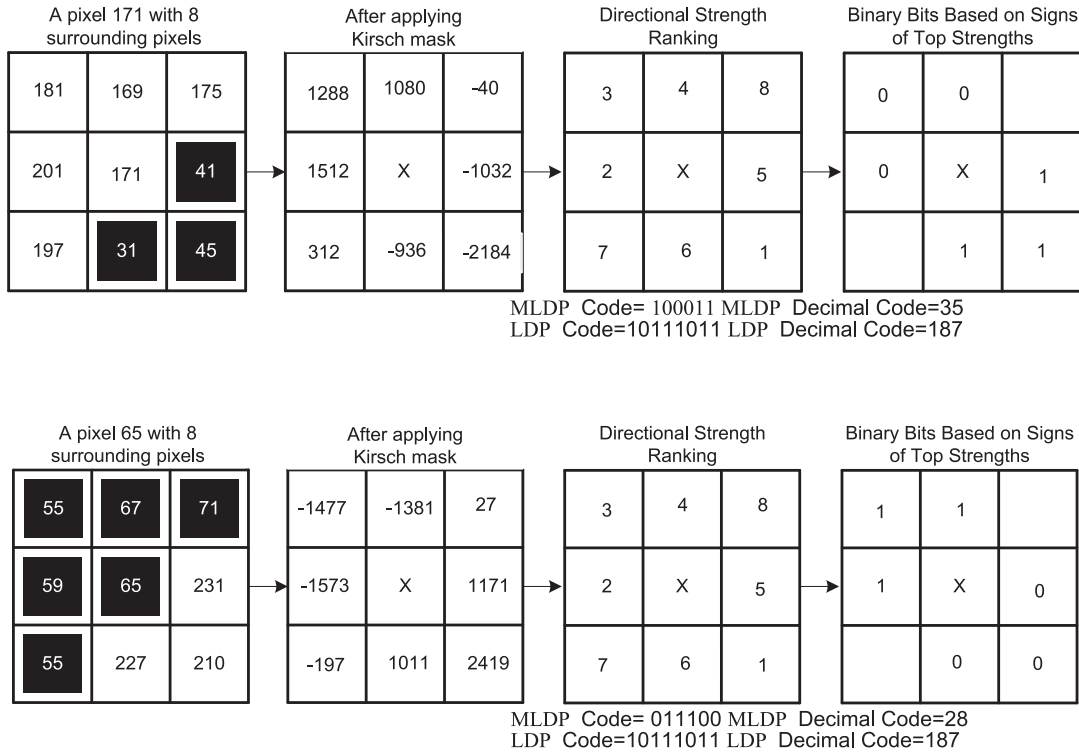 A pixel 171 with 8
surrounding pixels
After applying
Kirsch mask
Directional Strength
Ranking
Binary Bits Based on Signs
of Top Strengths
181 169 175
1288 1080 -40
3 4 8
0 0
201 171 41
1512 X -1032
2 X 5
0 X 1
197 31 45
312 -936 -2184
7 6 1
1 1
MLDP Code= 100011 MLDP Decimal Code=35
LDP Code=10111011 LDP Decimal Code=187
A pixel 65 with 8
surrounding pixels
After applying
Kirsch mask
Directional Strength
Ranking
Binary Bits Based on Signs
of Top Strengths
55 67 71
-1477 -1381 27
3 4 8
1 1
59 65 231
-1573 X 1171
2 X 5
1 X 0
55 227 210
-197 1011 2419
7 6 1
0 0
MLDP Code= 011100 MLDP Decimal Code=28
LDP Code=10111011 LDP Decimal Code=187